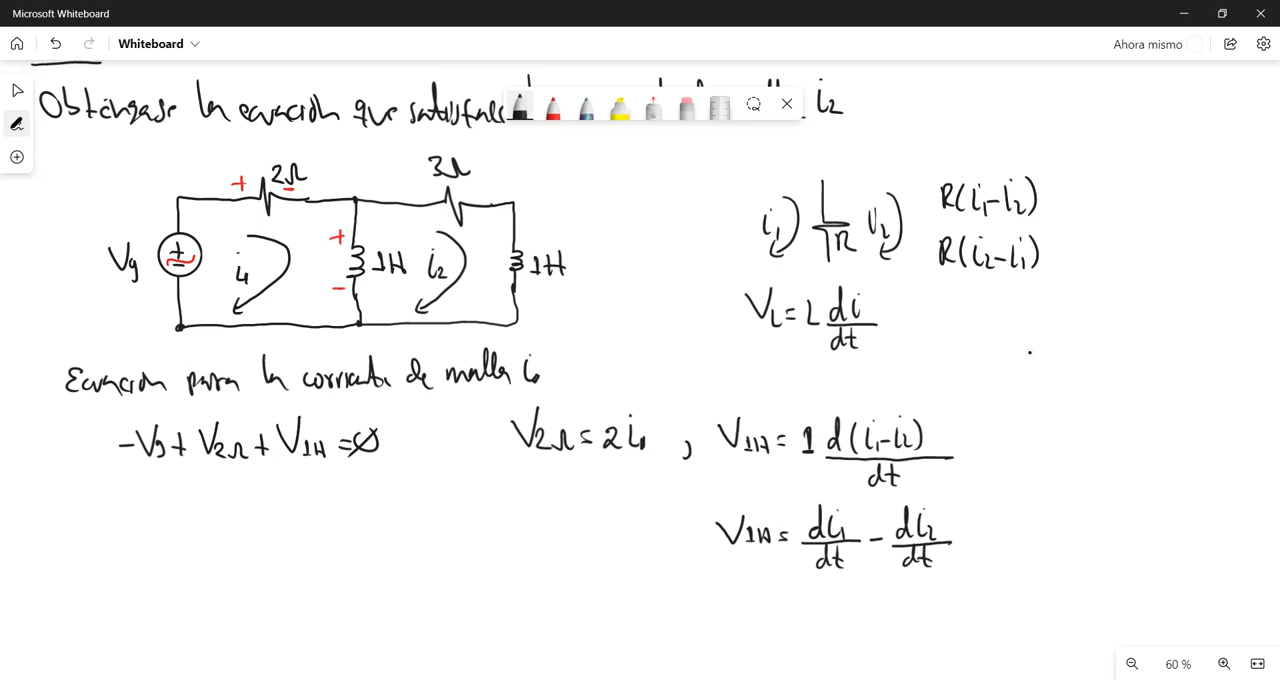 Microsoft Whiteboard
Whiteboard
Ahora mismo
Obténgase la ecuación que satisface i2
2Ω
3Ω
+ -
Vg
+
-
i1
1H
i2
1H
i1
R
R(i1-i2)
R(i2-i1)
VL = L di/dt
Ecuación para la corriente de malla i1
-Vg + V2Ω + V1H = 0
V2Ω = 2i1 , V1H = 1 d(i1-i2)/dt
V1H = di1/dt - di2/dt
60 %